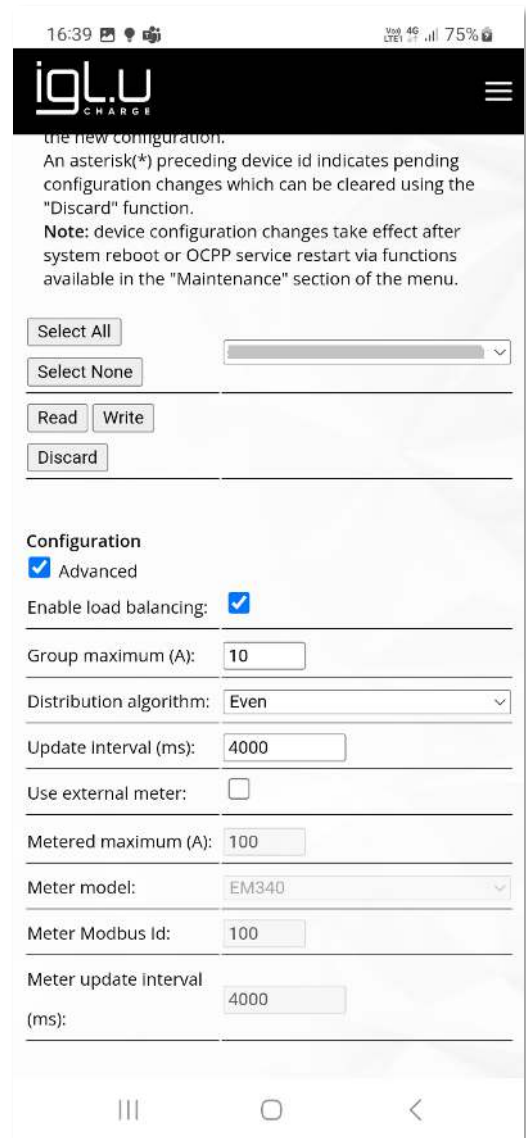 16:39
Vo)) 4G 75%
LTE1
igL.U
CHARGE
the new configuration.
An asterisk(*) preceding device id indicates pending
configuration changes which can be cleared using the
"Discard" function.
Note: device configuration changes take effect after
system reboot or OCPP service restart via functions
available in the "Maintenance" section of the menu.
Select All
Select None
Read Write
Discard
Configuration
Advanced
Enable load balancing:
Group maximum (A): 10
Distribution algorithm: Even
Update interval (ms): 4000
Use external meter:
Metered maximum (A): 100
Meter model: EM340
Meter Modbus Id: 100
Meter update interval
(ms): 4000